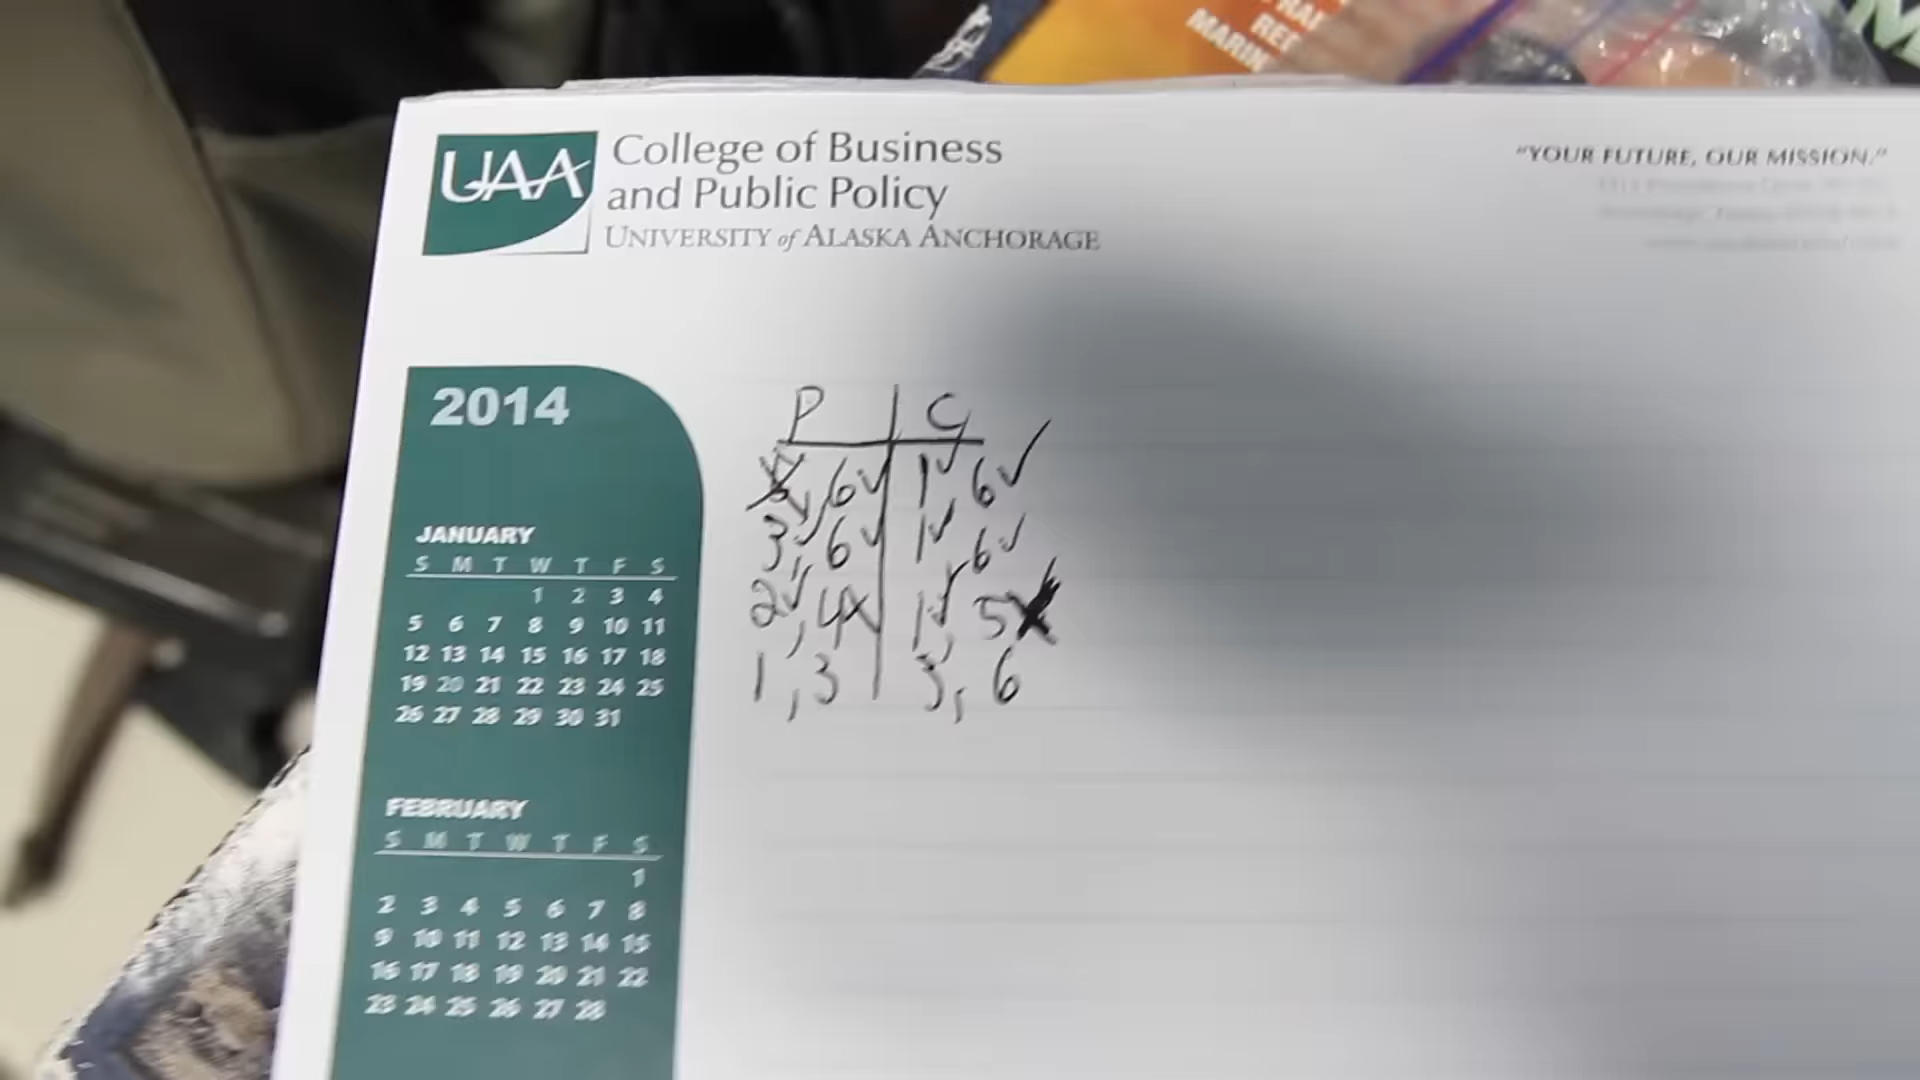 UAA
College of Business
and Public Policy
UNIVERSITY of ALASKA ANCHORAGE
"YOUR FUTURE, OUR MISSION."
MARIN
2014
JANUARY
S M T W T F S
1 2 3 4
5 6 7 8 9 10 11
12 13 14 15 16 17 18
19 20 21 22 23 24 25
26 27 28 29 30 31
FEBRUARY
S M T W T F S
1
2 3 4 5 6 7 8
9 10 11 12 13 14 15
16 17 18 19 20 21 22
23 24 25 26 27 28
P C
6✓ 1✓ 6✓
3✓, 6✓ 1✓, 6✓
2✓, 4x 1✓, 5x
1, 3 3, 6